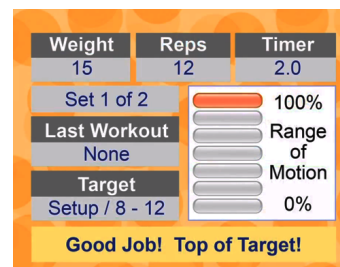 Weight Reps Timer
15 12 2.0
Set 1 of 2
Last Workout
None
Target
Setup / 8 - 12
100%
Range
of
Motion
0%
Good Job! Top of Target!